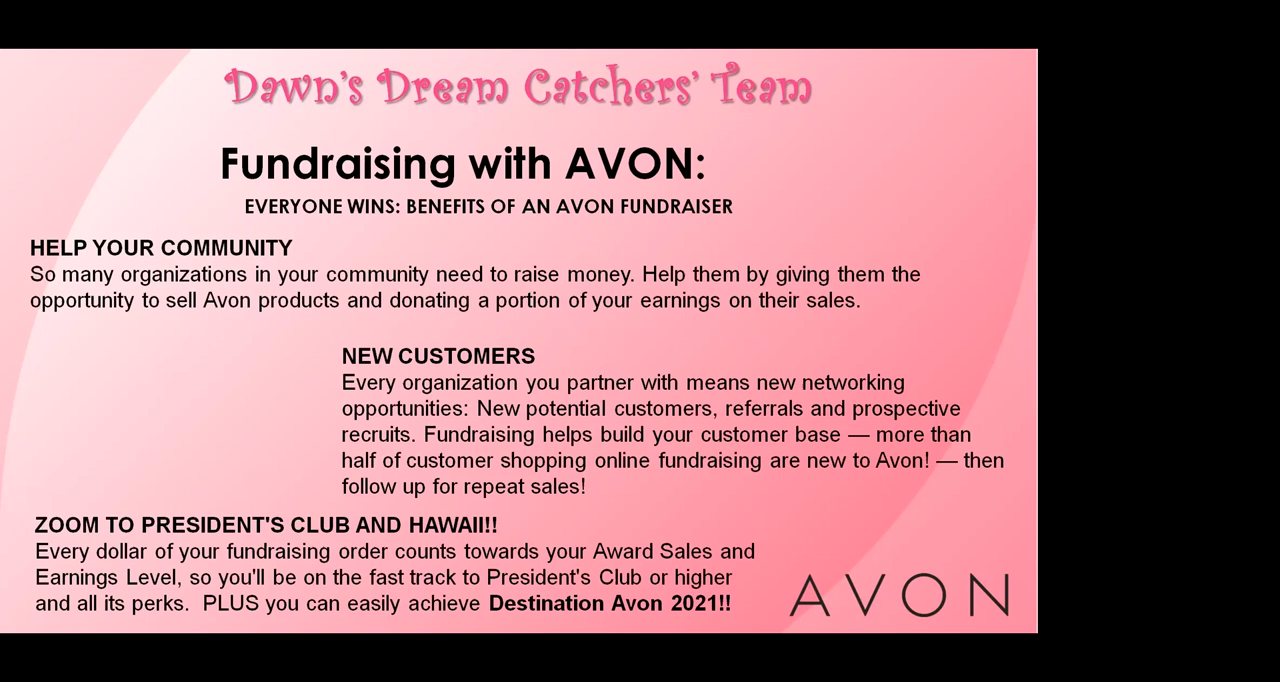 Dawn's Dream Catchers' Team
Fundraising with AVON:
EVERYONE WINS: BENEFITS OF AN AVON FUNDRAISER
HELP YOUR COMMUNITY
So many organizations in your community need to raise money. Help them by giving them the
opportunity to sell Avon products and donating a portion of your earnings on their sales.
NEW CUSTOMERS
Every organization you partner with means new networking
opportunities: New potential customers, referrals and prospective
recruits. Fundraising helps build your customer base — more than
half of customer shopping online fundraising are new to Avon! — then
follow up for repeat sales!
ZOOM TO PRESIDENT'S CLUB AND HAWAII!!
Every dollar of your fundraising order counts towards your Award Sales and
Earnings Level, so you'll be on the fast track to President's Club or higher
and all its perks. PLUS you can easily achieve Destination Avon 2021!!
AVON